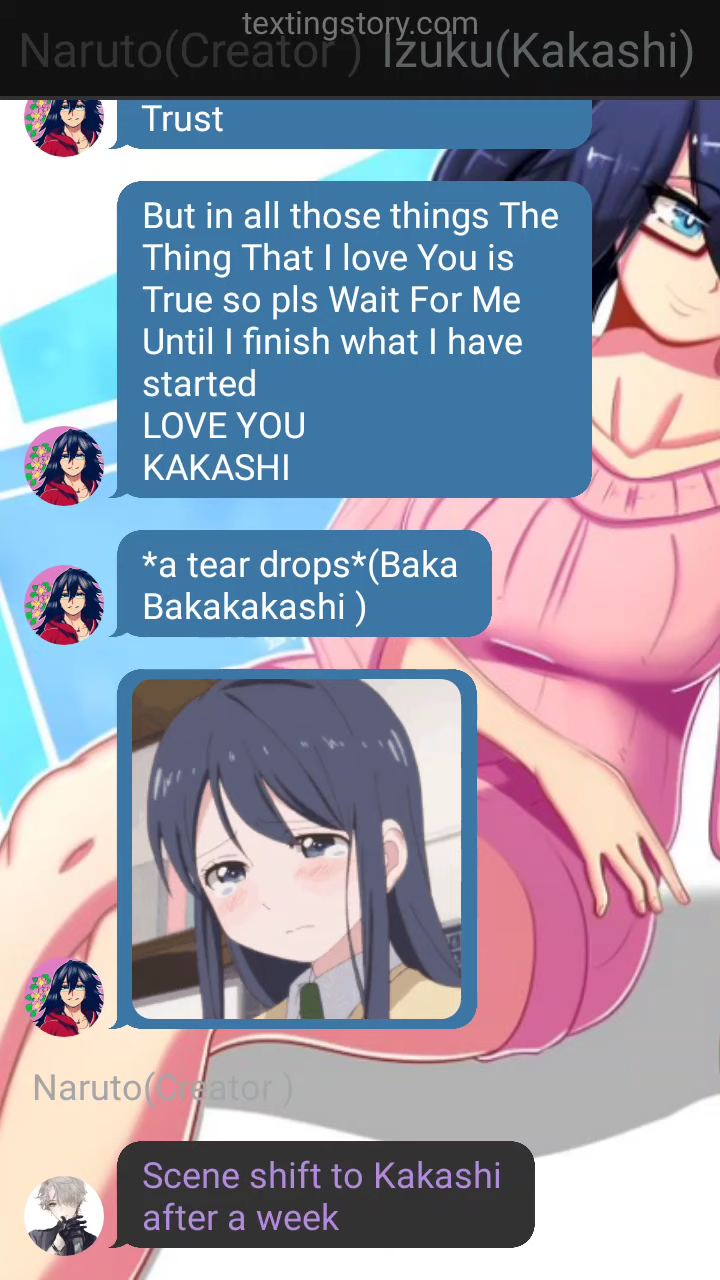 textingstory.com
Naruto(Creator ) Izuku(Kakashi)
Trust
But in all those things The
Thing That I love You is
True so pls Wait For Me
Until I finish what I have
started
LOVE YOU
KAKASHI
*a tear drops*(Baka
Bakakakashi )
Naruto(Creator )
Scene shift to Kakashi
after a week